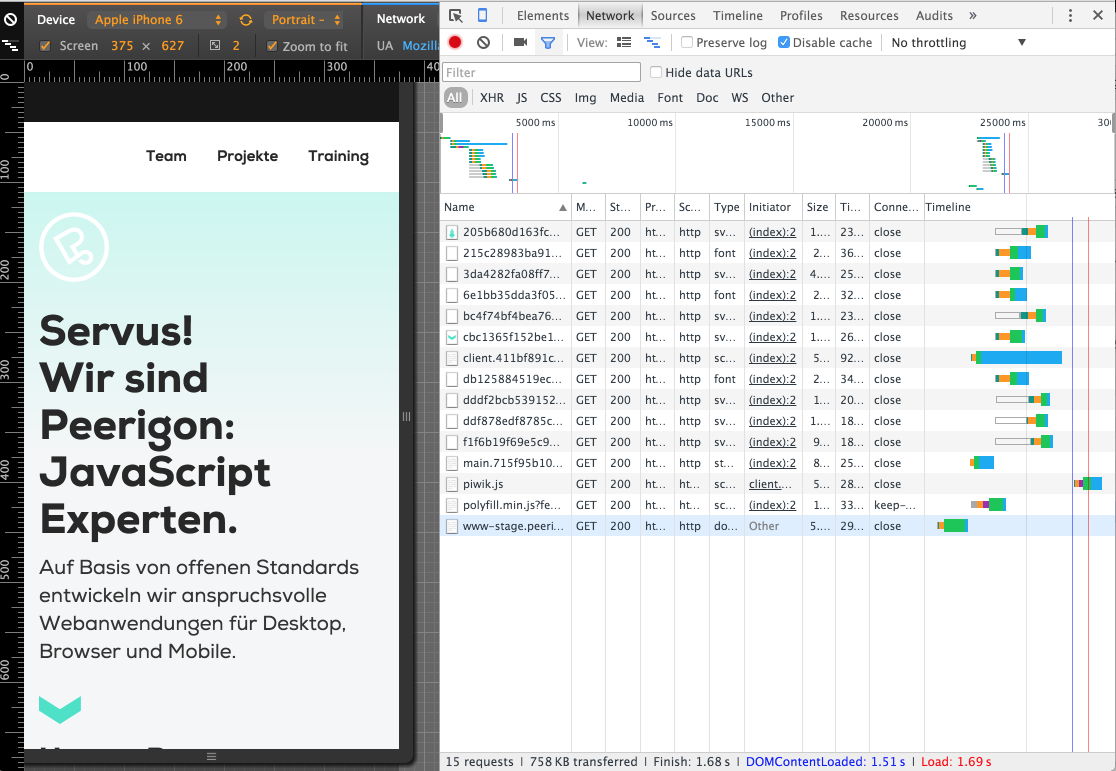 Device Apple iPhone 6 Portrait - Network
Screen 375 × 627 2 Zoom to fit UA Mozilla
0 100 200 300 40
0
100
200
300
400
500
600
Team Projekte Training
Servus!
Wir sind
Peerigon:
JavaScript
Experten.
Auf Basis von offenen Standards
entwickeln wir anspruchsvolle
Webanwendungen für Desktop,
Browser und Mobile.
Elements Network Sources Timeline Profiles Resources Audits »
View: Preserve log Disable cache No throttling ▼
Filter Hide data URLs
All XHR JS CSS Img Media Font Doc WS Other
5000 ms 10000 ms 15000 ms 20000 ms 25000 ms 300
Name ▲ M... St... Pr... Sc... Type Initiator Size Ti... Conne... Timeline
205b680d163fc... GET 200 ht... http sv... (index):2 1.... 23... close
215c28983ba91... GET 200 ht... http font (index):2 2... 36... close
3da4282fa08ff7... GET 200 ht... http sv... (index):2 4.... 25... close
6e1bb35dda3f05... GET 200 ht... http font (index):2 2... 32... close
bc4f74bf4bea76... GET 200 ht... http sv... (index):2 1.... 23... close
cbc1365f152be1... GET 200 ht... http sv... (index):2 1.... 26... close
client.411bf891c... GET 200 ht... http sc... (index):2 5... 92... close
db125884519ec... GET 200 ht... http font (index):2 2... 34... close
dddf2bcb539152... GET 200 ht... http sv... (index):2 1... 20... close
ddf878edf8785c... GET 200 ht... http sv... (index):2 1.... 18... close
f1f6b19f69e5c9... GET 200 ht... http sv... (index):2 9... 18... close
main.715f95b10... GET 200 ht... http st... (index):2 8... 25... close
piwik.js GET 200 ht... http sc... client.... 5... 28... close
polyfill.min.js?fe... GET 200 ht... http sc... (index):2 1... 33... keep-...
www-stage.peeri... GET 200 ht... http do... Other 5.... 29... close
15 requests | 758 KB transferred | Finish: 1.68 s | DOMContentLoaded: 1.51 s | Load: 1.69 s